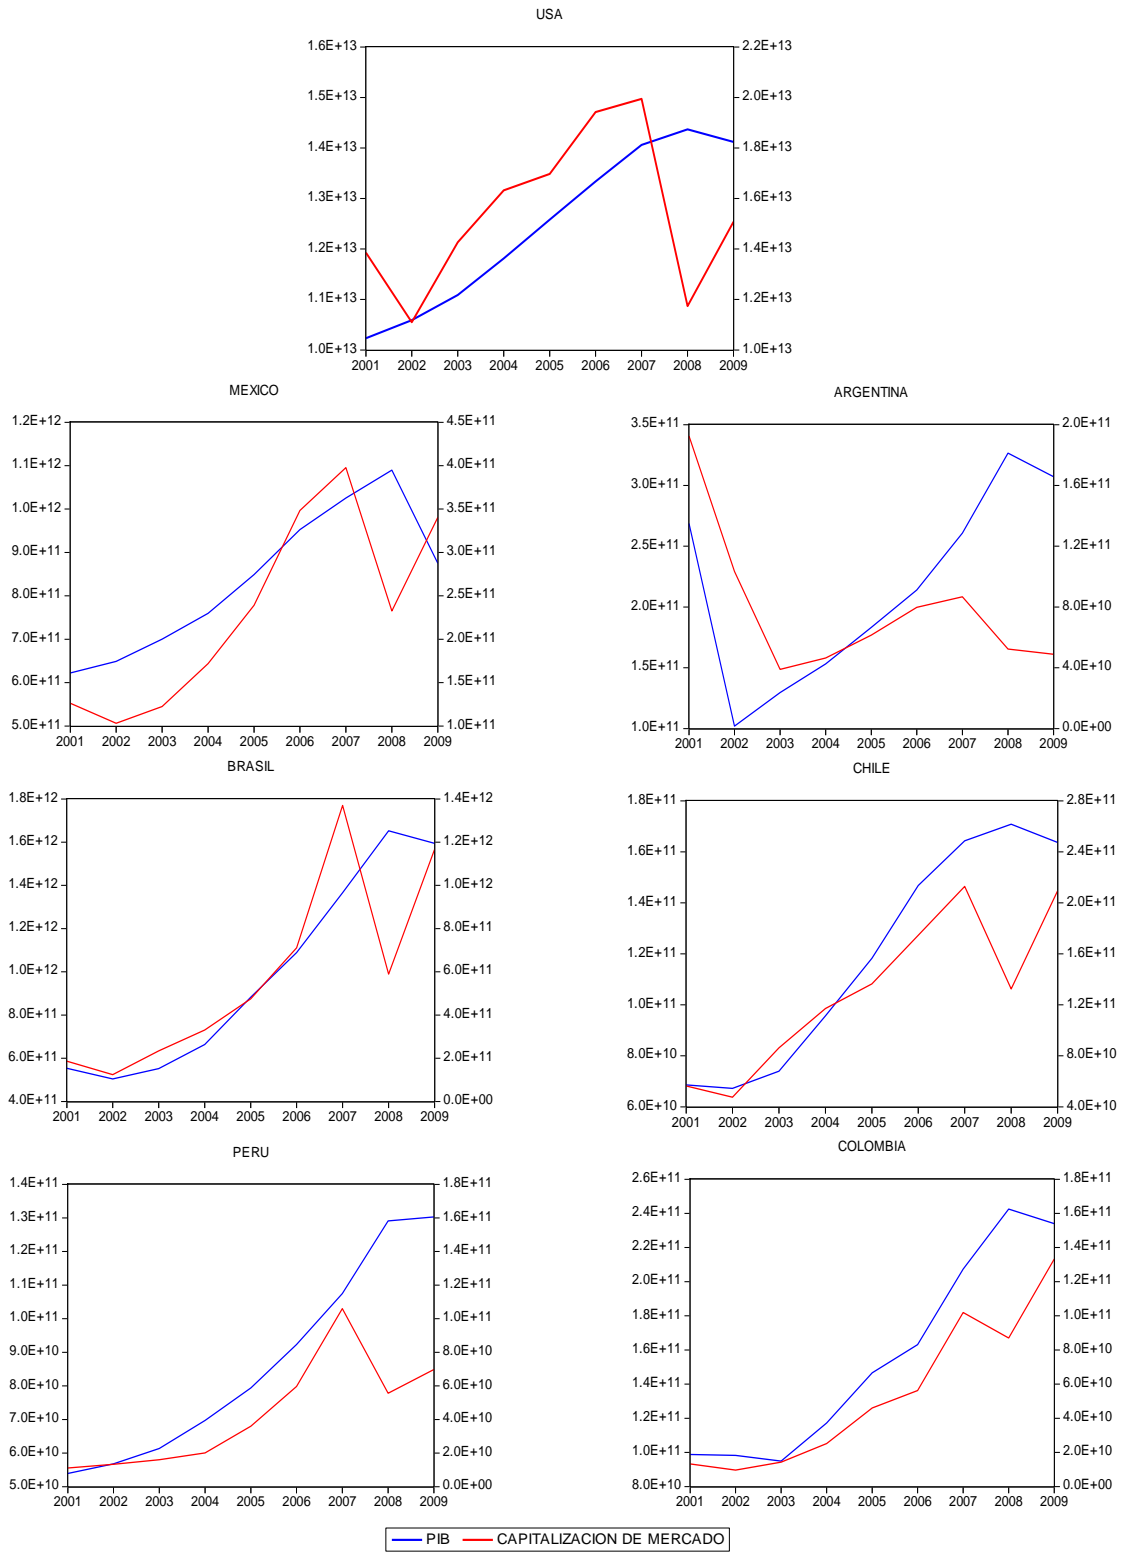 USA
1.6E+13 2.2E+13
1.5E+13 2.0E+13
1.4E+13 1.8E+13
1.3E+13 1.6E+13
1.2E+13 1.4E+13
1.1E+13 1.2E+13
1.0E+13 1.0E+13
2001 2002 2003 2004 2005 2006 2007 2008 2009
MEXICO
1.2E+12 4.5E+11
1.1E+12 4.0E+11
1.0E+12 3.5E+11
9.0E+11 3.0E+11
8.0E+11 2.5E+11
7.0E+11 2.0E+11
6.0E+11 1.5E+11
5.0E+11 1.0E+11
2001 2002 2003 2004 2005 2006 2007 2008 2009
ARGENTINA
3.5E+11 2.0E+11
3.0E+11 1.6E+11
2.5E+11 1.2E+11
2.0E+11 8.0E+10
1.5E+11 4.0E+10
1.0E+11 0.0E+00
2001 2002 2003 2004 2005 2006 2007 2008 2009
BRASIL
1.8E+12 1.4E+12
1.6E+12 1.2E+12
1.4E+12 1.0E+12
1.2E+12 8.0E+11
1.0E+12 6.0E+11
8.0E+11 4.0E+11
6.0E+11 2.0E+11
4.0E+11 0.0E+00
2001 2002 2003 2004 2005 2006 2007 2008 2009
CHILE
1.8E+11 2.8E+11
1.6E+11 2.4E+11
1.4E+11 2.0E+11
1.2E+11 1.6E+11
1.0E+11 1.2E+11
8.0E+10 8.0E+10
6.0E+10 4.0E+10
2001 2002 2003 2004 2005 2006 2007 2008 2009
PERU
1.4E+11 1.8E+11
1.3E+11 1.6E+11
1.2E+11 1.4E+11
1.1E+11 1.2E+11
1.0E+11 1.0E+11
9.0E+10 8.0E+10
8.0E+10 6.0E+10
7.0E+10 4.0E+10
6.0E+10 2.0E+10
5.0E+10 0.0E+00
2001 2002 2003 2004 2005 2006 2007 2008 2009
COLOMBIA
2.6E+11 1.8E+11
2.4E+11 1.6E+11
2.2E+11 1.4E+11
2.0E+11 1.2E+11
1.8E+11 1.0E+11
1.6E+11 8.0E+10
1.4E+11 6.0E+10
1.2E+11 4.0E+10
1.0E+11 2.0E+10
8.0E+10 0.0E+00
2001 2002 2003 2004 2005 2006 2007 2008 2009
PIB CAPITALIZACION DE MERCADO